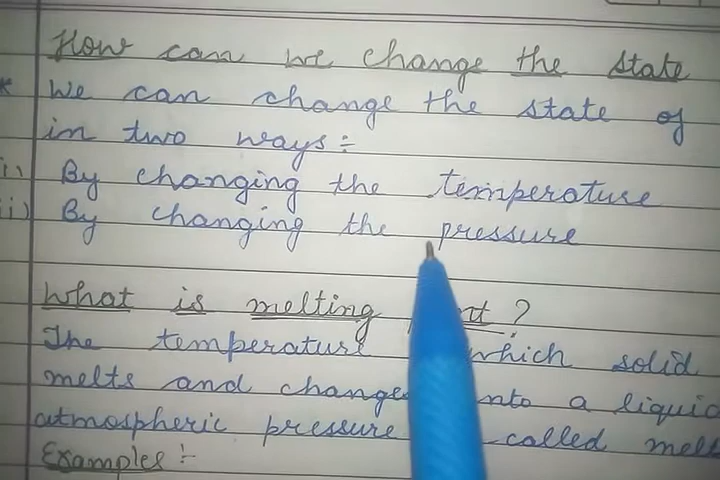 How can we change the state
* We can change the state of
in two ways:-
i) By changing the temperature
ii) By changing the pressure
What is melting ?
The temperature which solid
melts and change into a liquid
atmospheric pressure called
Examples :-